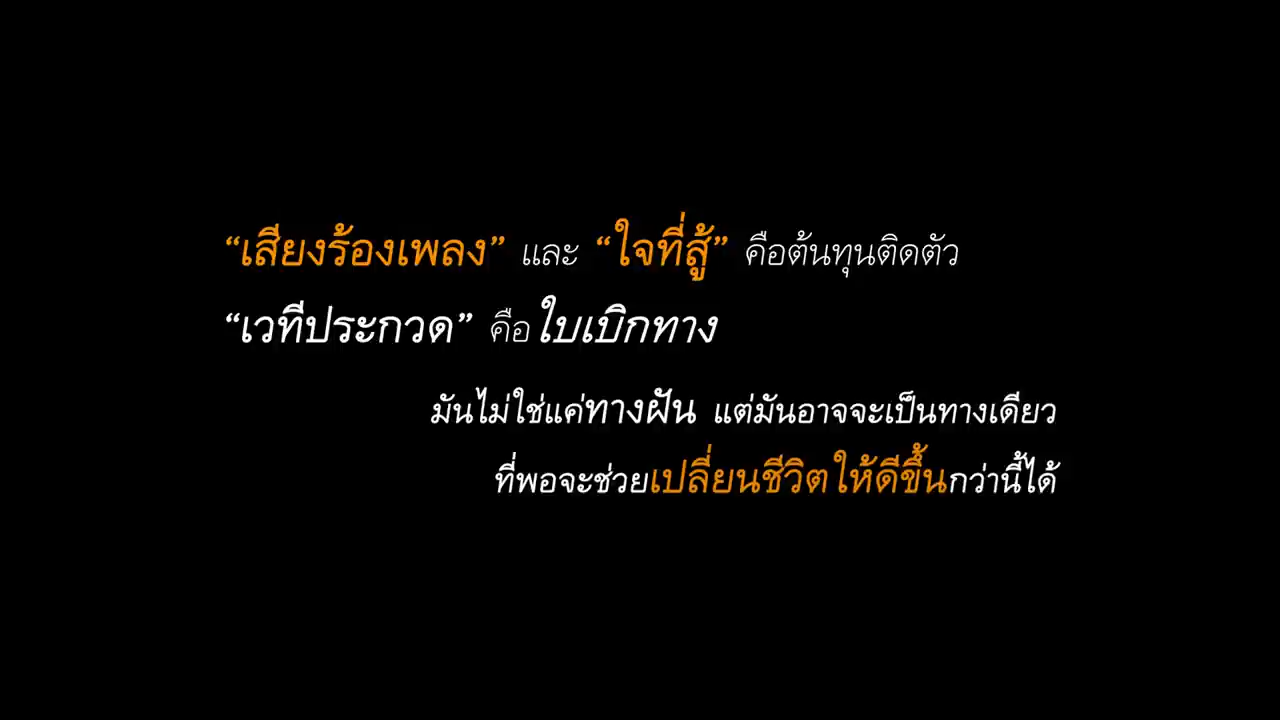 “เสียงร้องเพลง” และ “ใจที่สู้” คือต้นทุนติดตัว
“เวทีประกวด” คือใบเบิกทาง
มันไม่ใช่แค่ทางฝัน แต่มันอาจจะเป็นทางเดียว
ที่พอจะช่วยเปลี่ยนชีวิตให้ดีขึ้นกว่านี้ได้